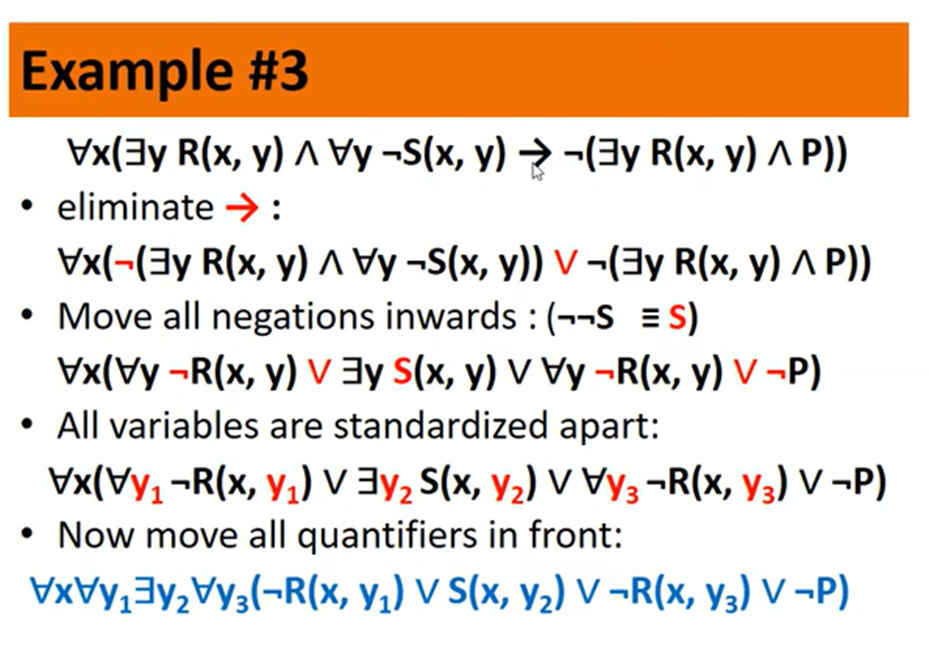 Example #3
∀x(∃y R(x, y) ∧ ∀y ¬S(x, y) → ¬(∃y R(x, y) ∧ P))
• eliminate → :
∀x(¬(∃y R(x, y) ∧ ∀y ¬S(x, y)) ∨ ¬(∃y R(x, y) ∧ P))
• Move all negations inwards : (¬¬S ≡ S)
∀x(∀y ¬R(x, y) ∨ ∃y S(x, y) ∨ ∀y ¬R(x, y) ∨ ¬P)
• All variables are standardized apart:
∀x(∀y₁ ¬R(x, y₁) ∨ ∃y₂ S(x, y₂) ∨ ∀y₃ ¬R(x, y₃) ∨ ¬P)
• Now move all quantifiers in front:
∀x∀y₁∃y₂∀y₃(¬R(x, y₁) ∨ S(x, y₂) ∨ ¬R(x, y₃) ∨ ¬P)